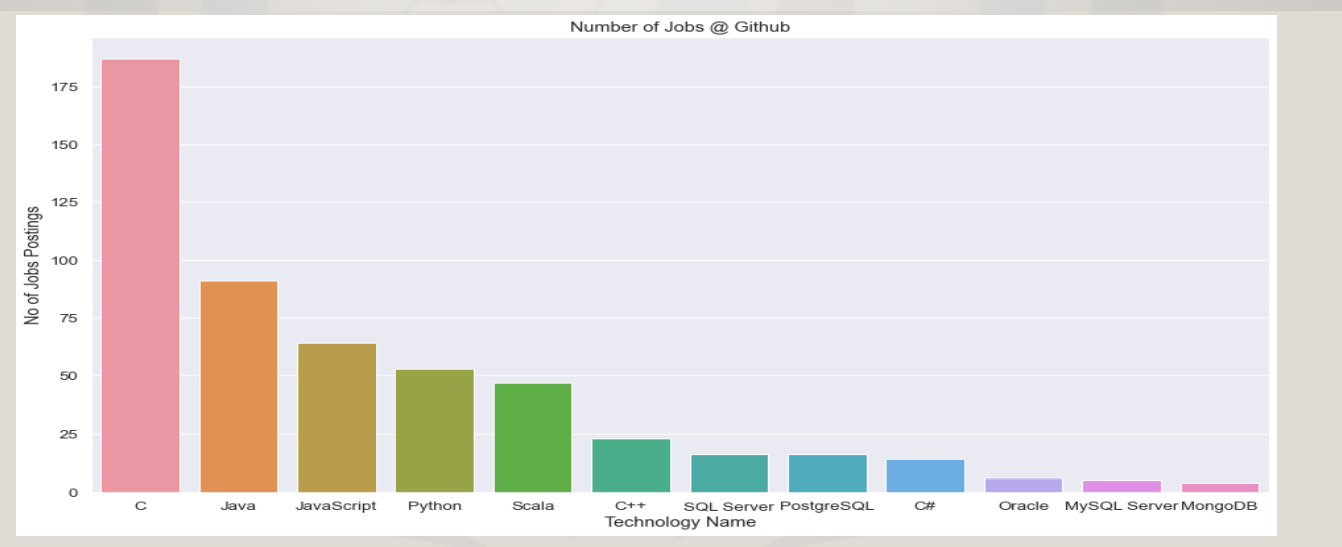 Number of Jobs @ Github
No of Jobs Postings
175
150
125
100
75
50
25
0
C Java JavaScript Python Scala C++ SQL Server PostgreSQL C# Oracle MySQL Server MongoDB
Technology Name